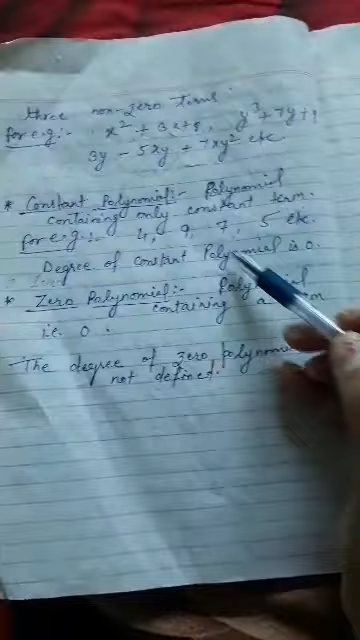 three non-zero terms.
for e.g:- x² + 3x+8, y³+7y+9
3y - 5xy + 7xy² etc.
* Constant Polynomial:- Polynomial
containing only constant term.
for e.g:- 4, 9, 7, 5 etc.
Degree of constant Polynomial is 0.
* Zero Polynomial:- Polynomial
containing a
i.e. 0.
- The degree of zero polynomial
not defined.